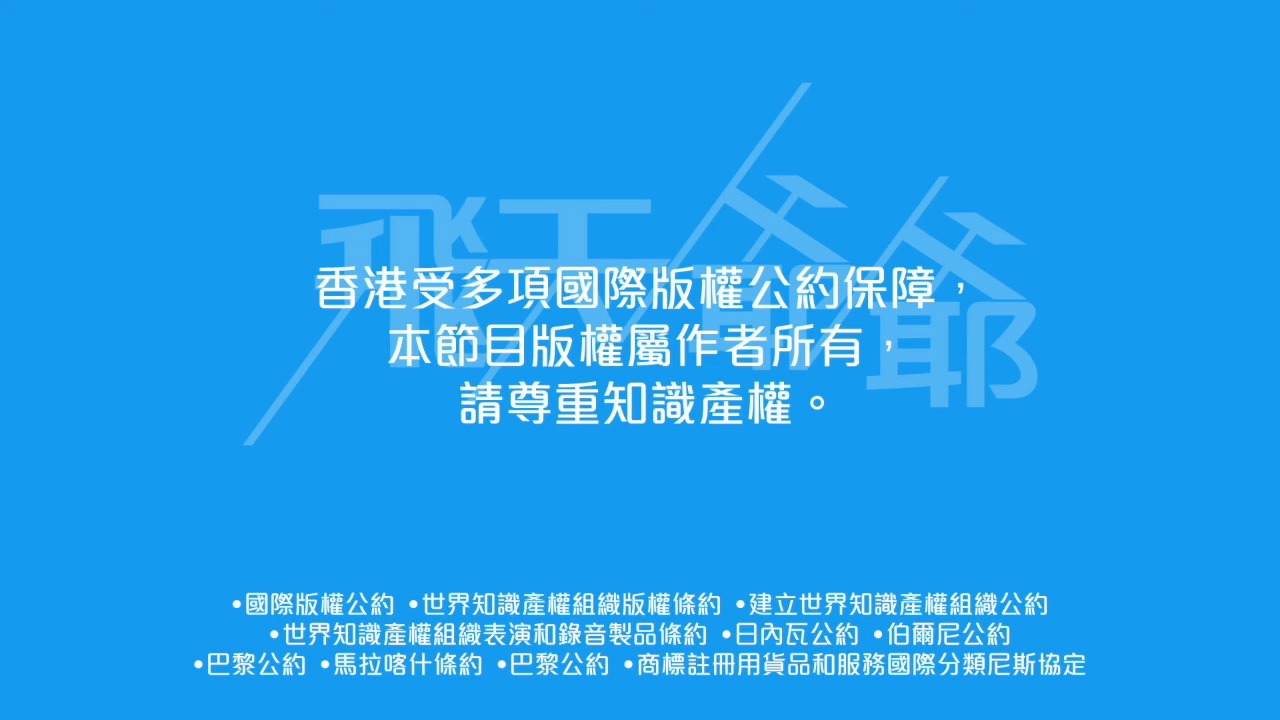 飛天爺爺
香港受多項國際版權公約保障，
本節目版權屬作者所有，
請尊重知識產權。
•國際版權公約 •世界知識產權組織版權條約 •建立世界知識產權組織公約
•世界知識產權組織表演和錄音製品條約 •日內瓦公約 •伯爾尼公約
•巴黎公約 •馬拉喀什條約 •巴黎公約 •商標註冊用貨品和服務國際分類尼斯協定